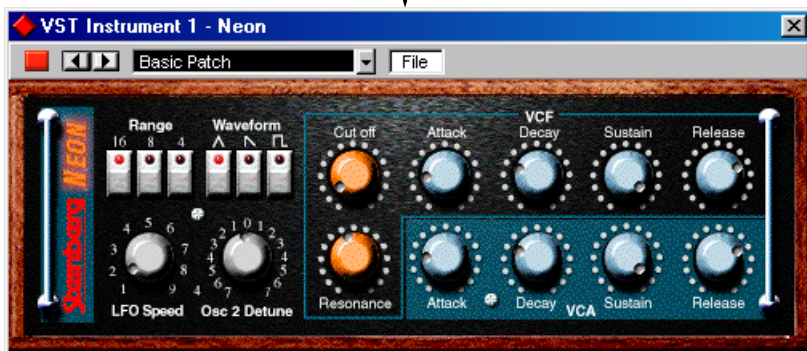 VST Instrument 1 - Neon
Basic Patch
File
Steinberg NEON
Range
16 8 4
Waveform
VCF
Cut off
Attack
Decay
Sustain
Release
1 2 3 4 5 6 7 8 9
LFO Speed
7 6 5 4 3 2 1 0 1 2 3 4 5 6 7
Osc 2 Detune
Resonance
Attack
Decay
Sustain
Release
VCA